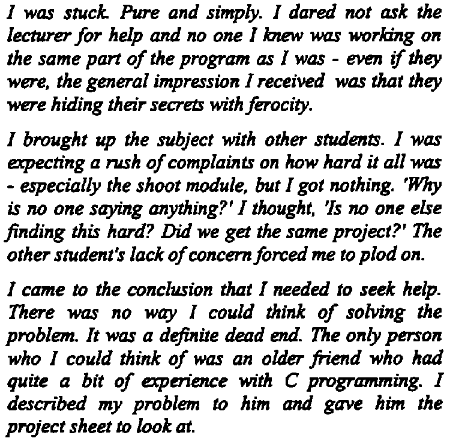 I was stuck. Pure and simply. I dared not ask the
lecturer for help and no one I knew was working on
the same part of the program as I was - even if they
were, the general impression I received was that they
were hiding their secrets with ferocity.
I brought up the subject with other students. I was
expecting a rush of complaints on how hard it all was
- especially the shoot module, but I got nothing. 'Why
is no one saying anything?' I thought, 'Is no one else
finding this hard? Did we get the same project?' The
other student's lack of concern forced me to plod on.
I came to the conclusion that I needed to seek help.
There was no way I could think of solving the
problem. It was a definite dead end. The only person
who I could think of was an older friend who had
quite a bit of experience with C programming. I
described my problem to him and gave him the
project sheet to look at.